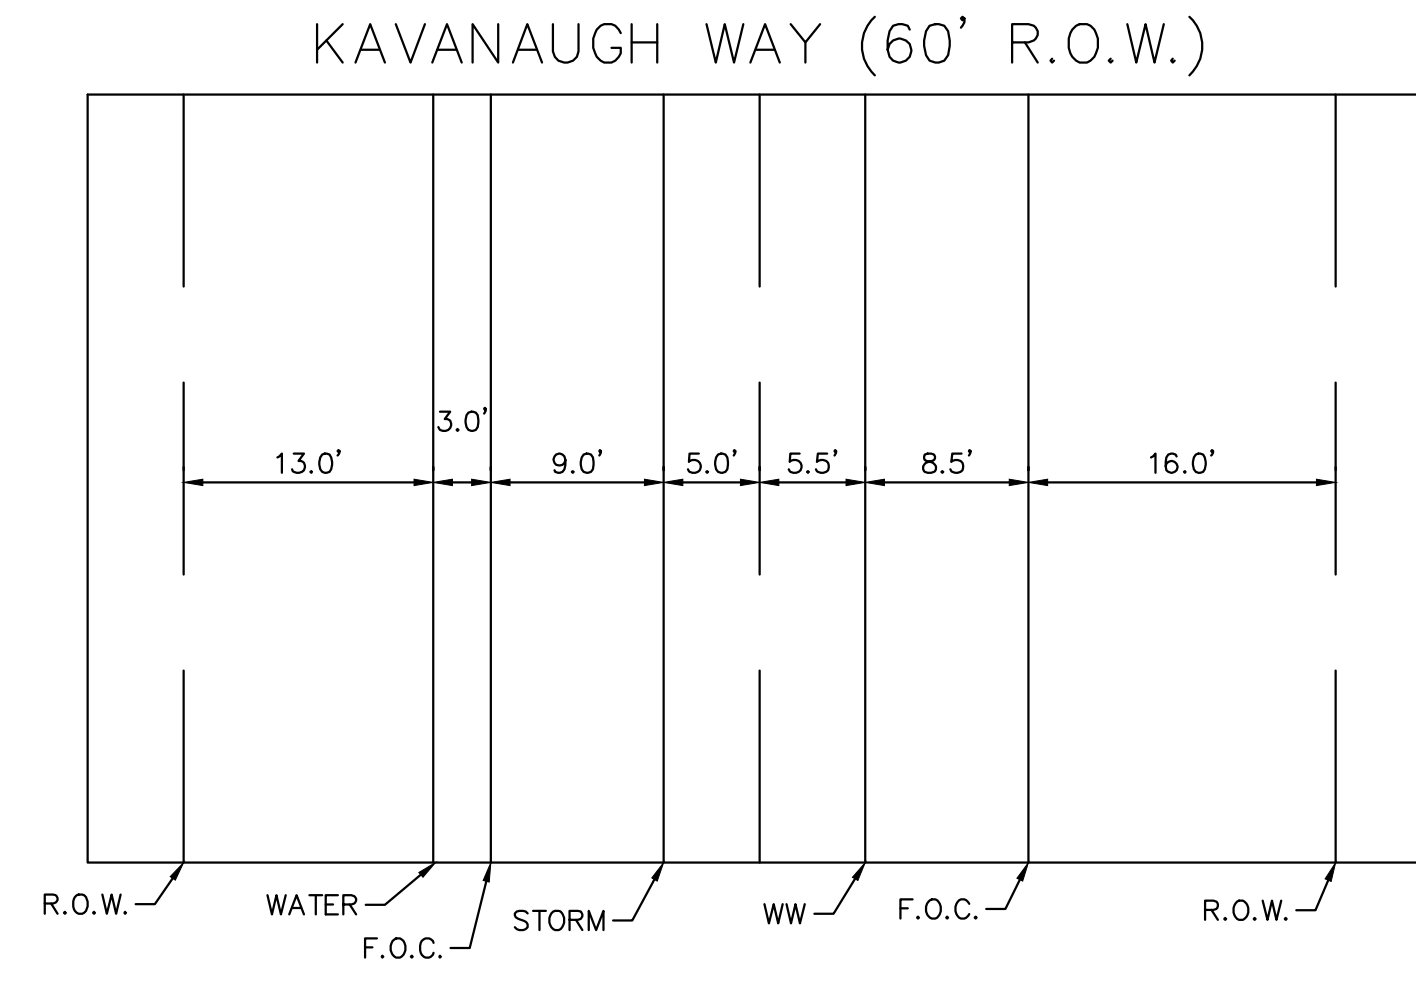 KAVANAUGH WAY (60' R.O.W.)
3.0'
13.0' 9.0' 5.0' 5.5' 8.5' 16.0'
R.O.W. WATER F.O.C. STORM WW F.O.C. R.O.W.